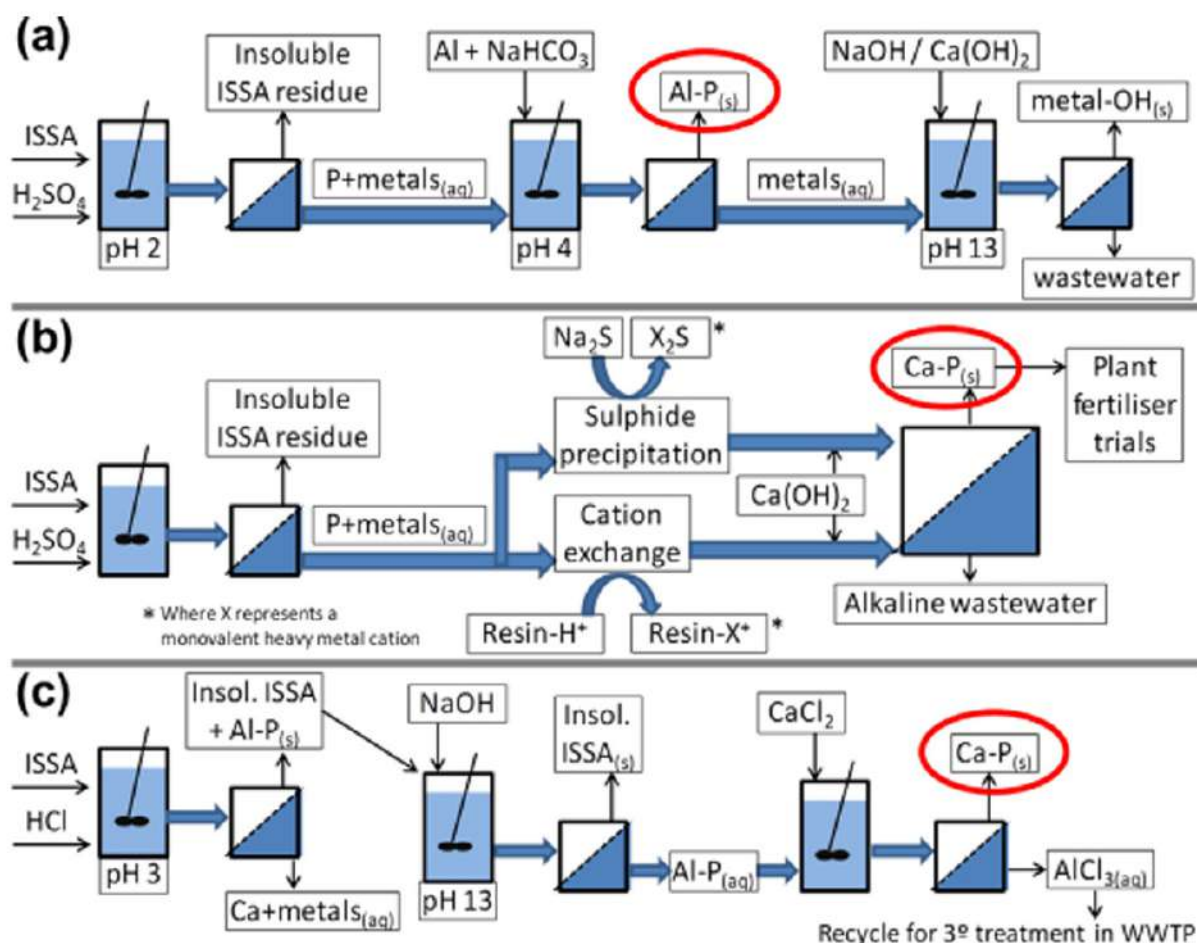 (a)
ISSA
H₂SO₄
pH 2
Insoluble
ISSA residue
P+metals(aq)
Al + NaHCO₃
pH 4
Al-P(s)
metals(aq)
NaOH / Ca(OH)₂
pH 13
metal-OH(s)
wastewater
(b)
ISSA
H₂SO₄
Insoluble
ISSA residue
P+metals(aq)
* Where X represents a
monovalent heavy metal cation
Na₂S
X₂S *
Sulphide
precipitation
Cation
exchange
Resin-H⁺
Resin-X⁺ *
Ca(OH)₂
Ca-P(s)
Plant
fertiliser
trials
Alkaline wastewater
(c)
ISSA
HCl
pH 3
Insol. ISSA
+ Al-P(s)
Ca+metals(aq)
NaOH
pH 13
Insol.
ISSA(s)
Al-P(aq)
CaCl₂
Ca-P(s)
AlCl₃(aq)
Recycle for 3º treatment in WWTP